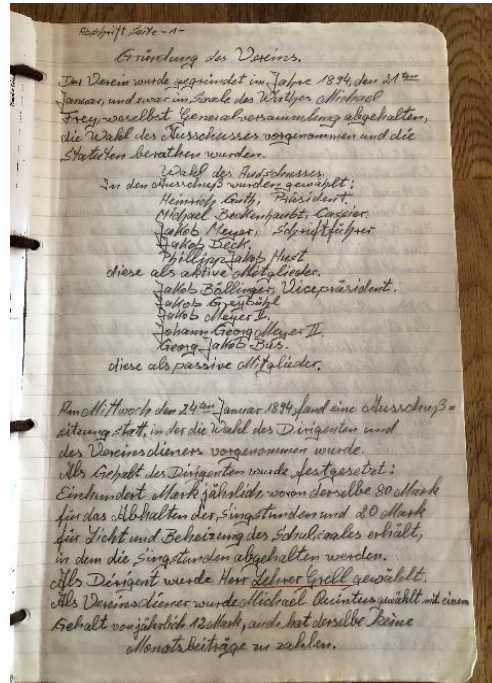 Abschrift Seite -1-
Gründung des Vereins.
Der Verein wurde gegründet im Jahre 1894, den 21ten
Januar, und zwar im Saale des Wirthes Michael
Frey, woselbst Generalversammlung abgehalten,
die Wahl des Ausschusses vorgenommen und die
Statuten berathen wurden.
Wahl des Ausschusses.
In den Ausschuß wurden gewählt:
Heinrich Guth, Präsident.
Michael Beckenhaubt, Cassier.
Jakob Meyer, Schriftführer
Jakob Deck.
Phillipp Jakob Must
diese als aktive Mitglieder.
Jakob Böllinger, Vicepräsident.
Jakob Greybühl
Jakob Meyer II.
Johann Georg Meyer II.
Georg Jakob Bus.
diese als passive Mitglieder.
Am Mittwoch den 24ten Januar 1894, fand eine Ausschuß=
sitzung statt, in der die Wahl des Dirigenten und
des Vereinsdieners vorgenommen wurde.
Als Gehalt des Dirigenten wurde festgesetzt:
Einhundert Mark jährlich, wovon derselbe 80 Mark
für das Abhalten der Singstunden und 20 Mark
für Licht und Beheizung des Schulsaales erhält,
in dem die Singstunden abgehalten werden.
Als Dirigent wurde Herr Lehrer Grell gewählt.
Als Vereinsdiener wurde Michael Quintus gewählt mit einem
Gehalt von jährlich 12 Mark, auch hat derselbe keine
Monatsbeiträge zu zahlen.